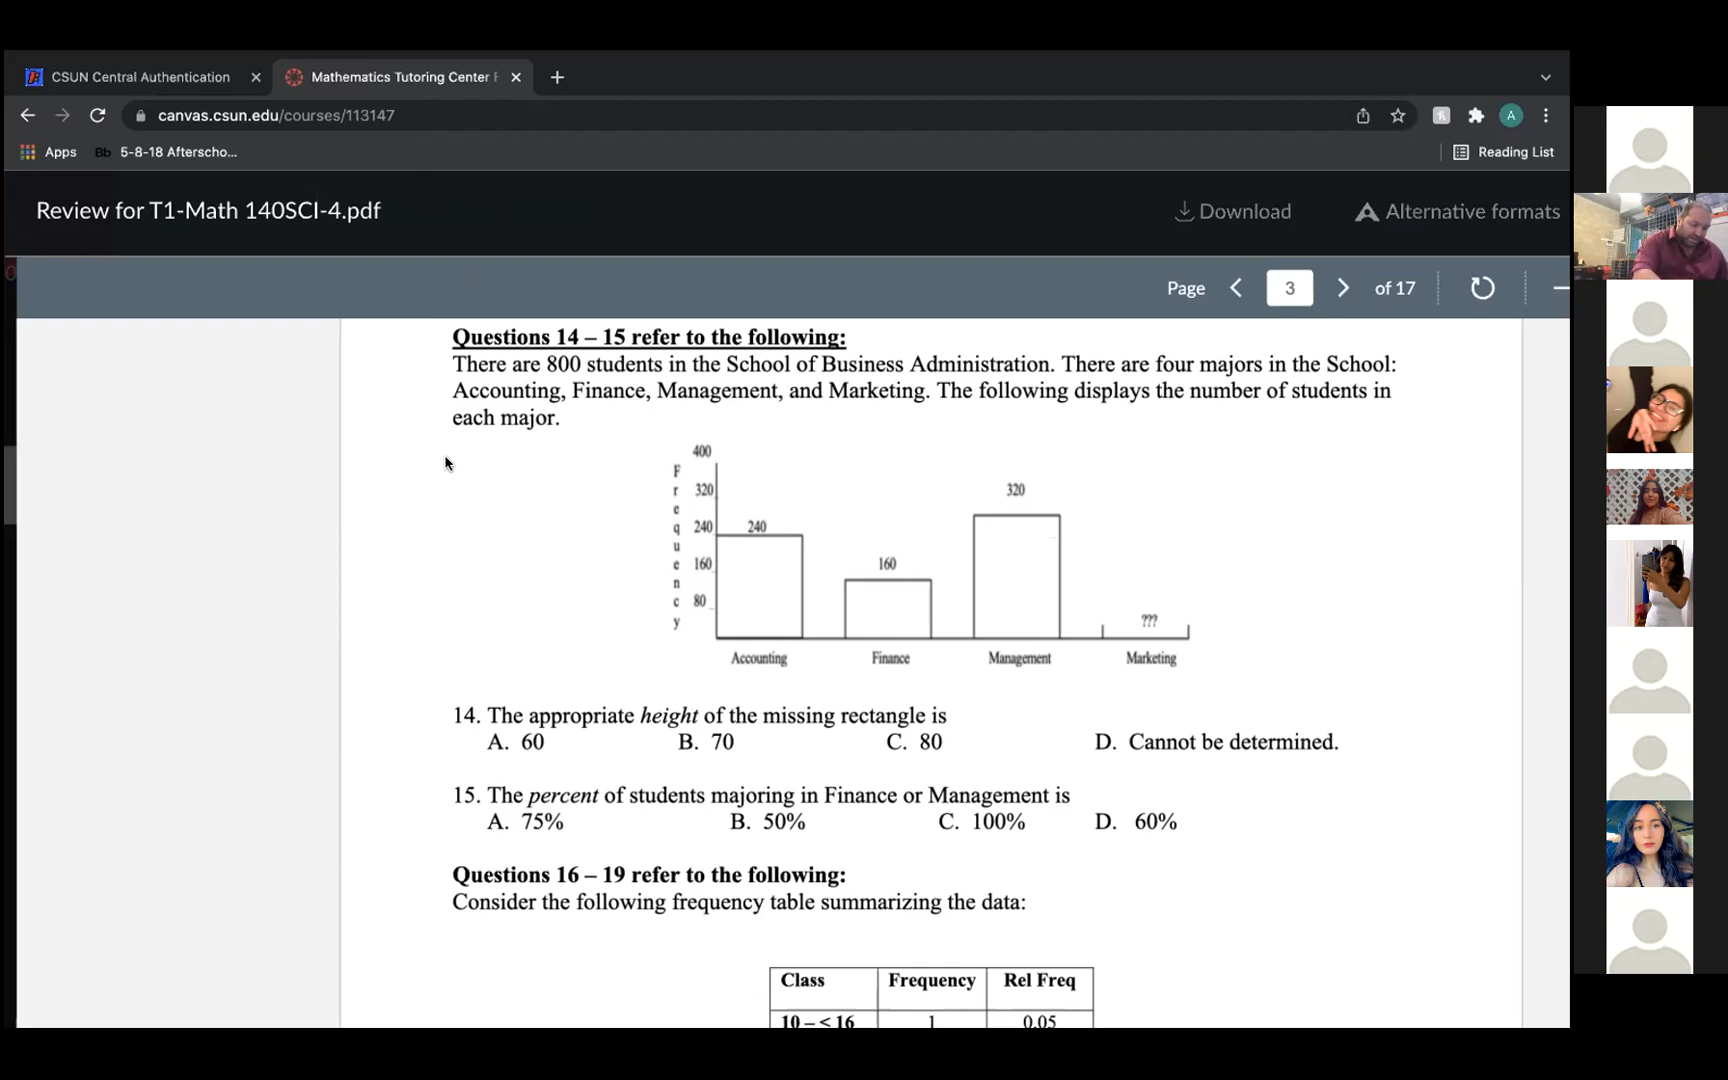 CSUN Central Authentication
Mathematics Tutoring Center
canvas.csun.edu/courses/113147
A
Apps
Bb 5-8-18 Afterscho...
Reading List
Review for T1-Math 140SCI-4.pdf
Download
Alternative formats
Page 3 of 17
Questions 14 – 15 refer to the following:
There are 800 students in the School of Business Administration. There are four majors in the School:
Accounting, Finance, Management, and Marketing. The following displays the number of students in
each major.
Frequency
400
320
240
160
80
240
160
320
???
Accounting Finance Management Marketing
14. The appropriate height of the missing rectangle is
A. 60 B. 70 C. 80 D. Cannot be determined.
15. The percent of students majoring in Finance or Management is
A. 75% B. 50% C. 100% D. 60%
Questions 16 – 19 refer to the following:
Consider the following frequency table summarizing the data:
Class Frequency Rel Freq
10 – < 16 1 0.05